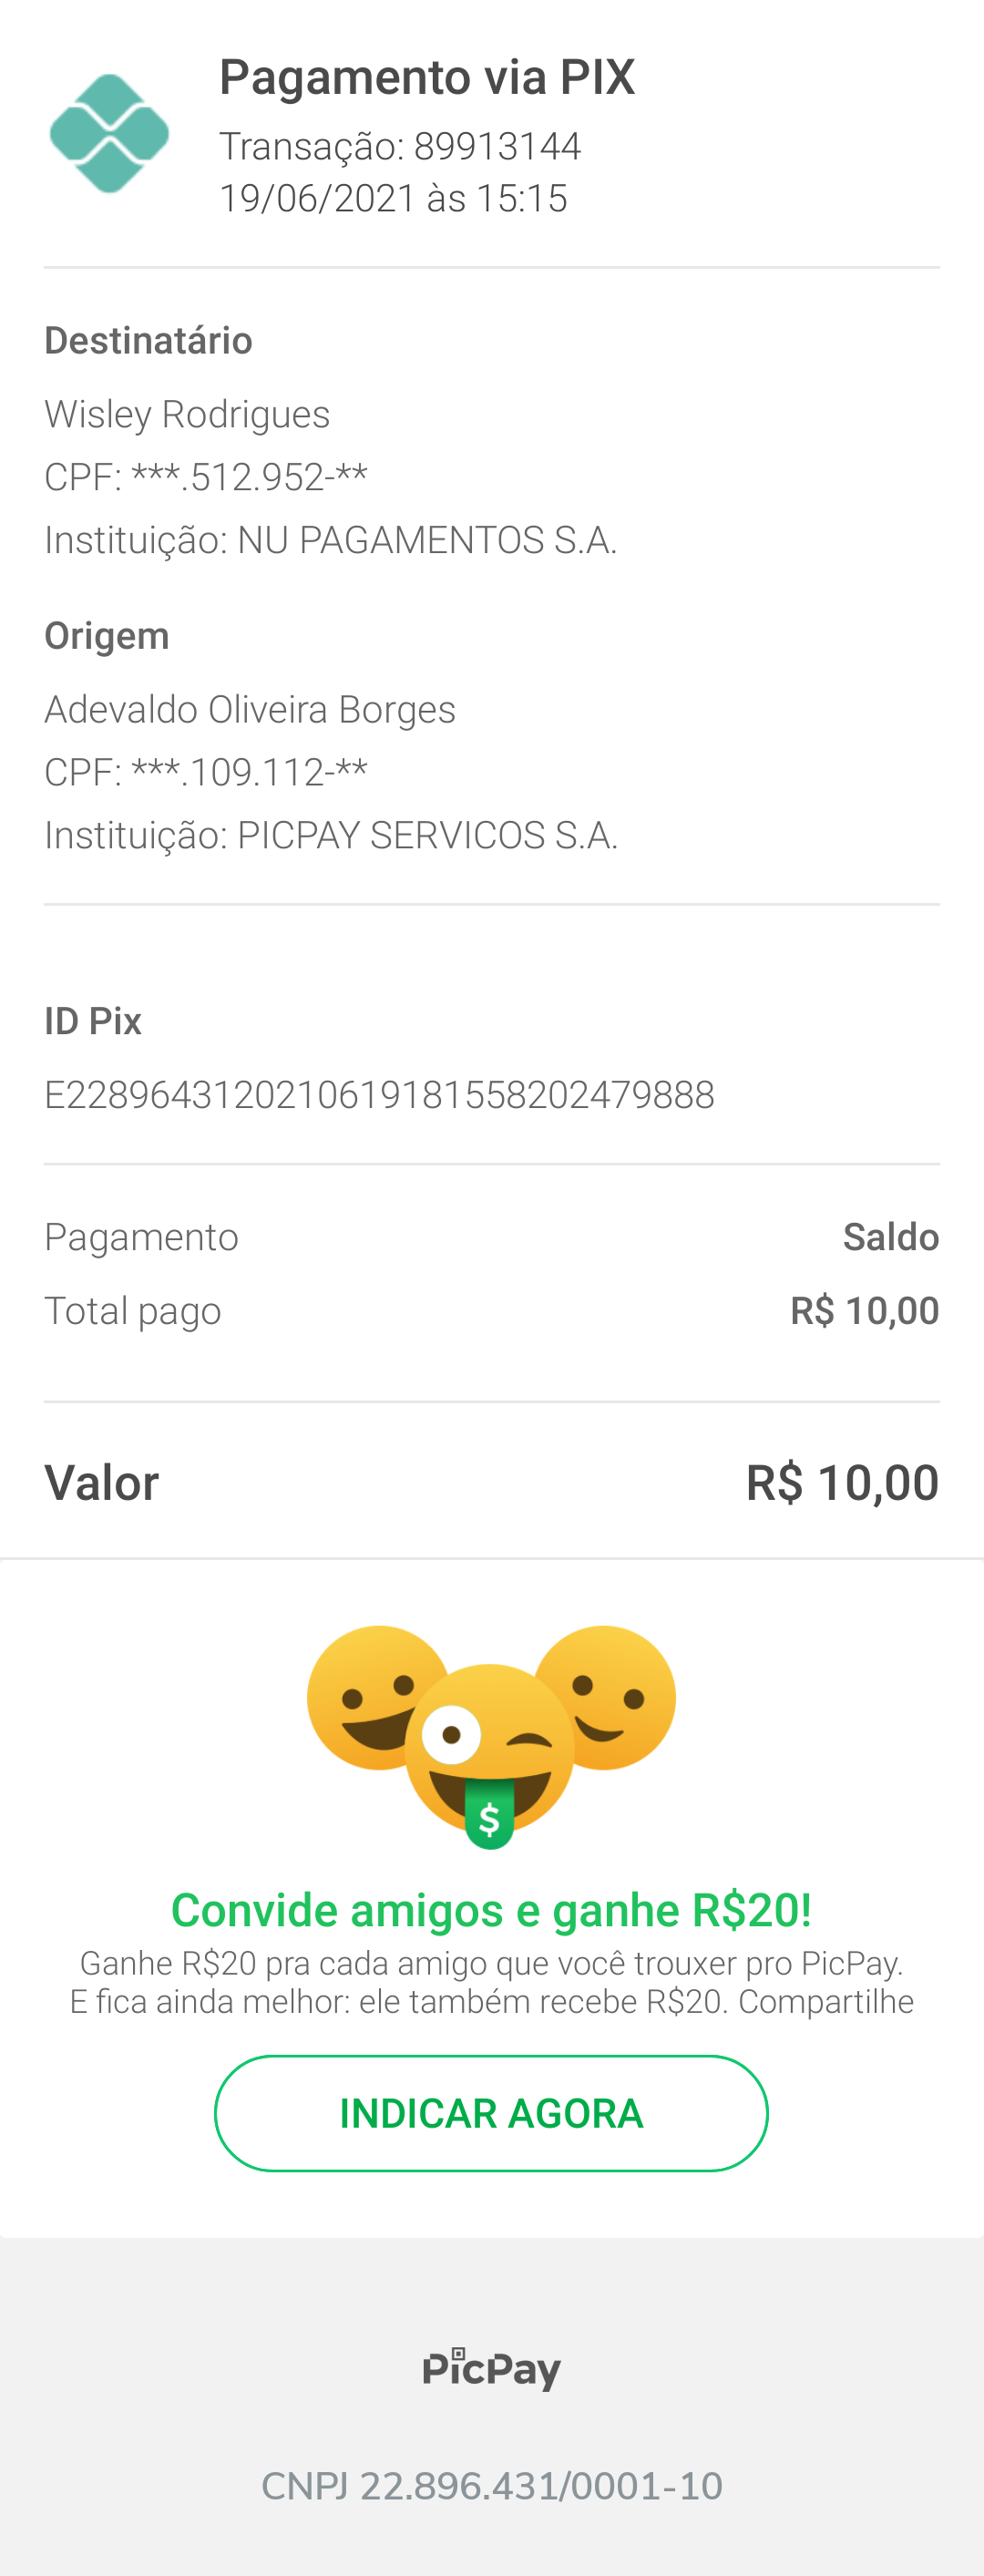 Pagamento via PIX
Transação: 89913144
19/06/2021 às 15:15
Destinatário
Wisley Rodrigues
CPF: ***.512.952-**
Instituição: NU PAGAMENTOS S.A.
Origem
Adevaldo Oliveira Borges
CPF: ***.109.112-**
Instituição: PICPAY SERVICOS S.A.
ID Pix
E2289643120210619181558202479888
Pagamento Saldo
Total pago R$ 10,00
Valor R$ 10,00
$
Convide amigos e ganhe R$20!
Ganhe R$20 pra cada amigo que você trouxer pro PicPay.
E fica ainda melhor: ele também recebe R$20. Compartilhe
INDICAR AGORA
PicPay
CNPJ 22.896.431/0001-10